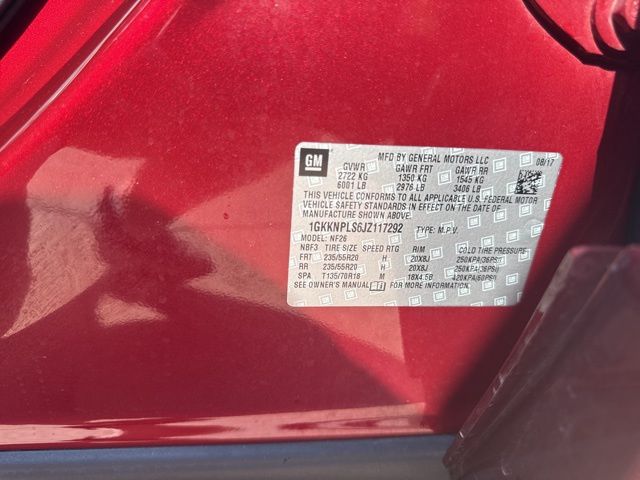 GM
MFD BY GENERAL MOTORS LLC 08/17
GVWR GAWR FRT GAWR RR
2722 KG 1350 KG 1545 KG
6001 LB 2976 LB 3406 LB
THIS VEHICLE CONFORMS TO ALL APPLICABLE U.S. FEDERAL MOTOR
VEHICLE SAFETY STANDARDS IN EFFECT ON THE DATE OF
MANUFACTURE SHOWN ABOVE.
1GKKNPLS6JZ117292 TYPE: M.P.V.
MODEL: NF26
NBF3 TIRE SIZE SPEED RTG RIM COLD TIRE PRESSURE
FRT 235/55R20 H 20X8J 250KPA(36PSI)
RR 235/55R20 H 20X8J 250KPA(36PSI)
SPA T135/70R18 M 18X4.5B 420KPA(60PSI)
SEE OWNER'S MANUAL FOR MORE INFORMATION.